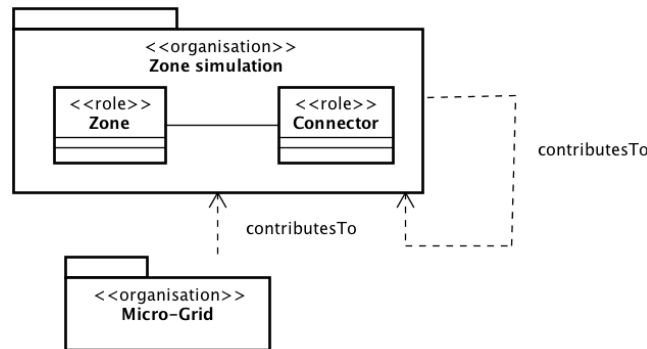 <<organisation>>
Zone simulation
<<role>>
Zone
<<role>>
Connector
contributesTo
contributesTo
<<organisation>>
Micro-Grid